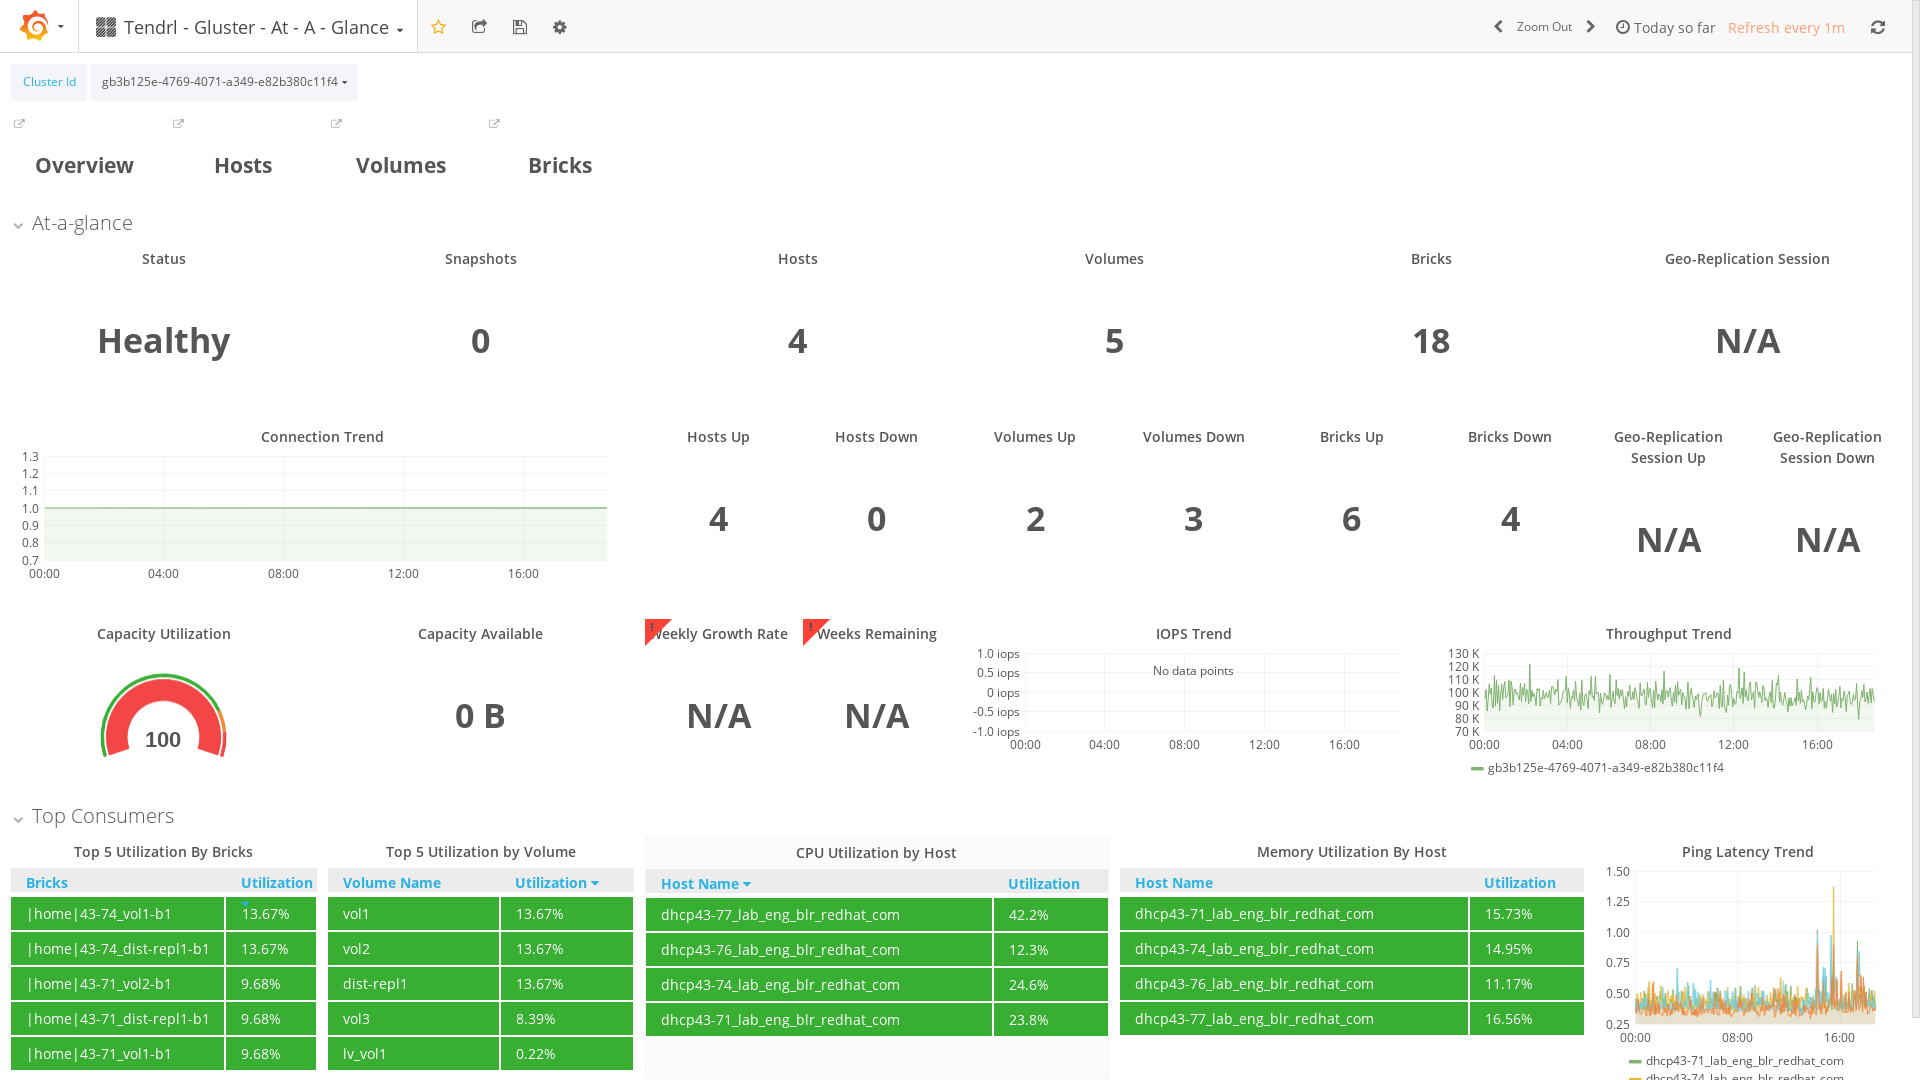 Tendrl - Gluster - At - A - Glance
Zoom Out
Today so far
Refresh every 1m
Cluster Id
gb3b125e-4769-4071-a349-e82b380c11f4
Overview
Hosts
Volumes
Bricks
At-a-glance
Status
Snapshots
Hosts
Volumes
Bricks
Geo-Replication Session
Healthy
0
4
5
18
N/A
Connection Trend
1.3
1.2
1.1
1.0
0.9
0.8
0.7
00:00
04:00
08:00
12:00
16:00
Hosts Up
Hosts Down
Volumes Up
Volumes Down
Bricks Up
Bricks Down
Geo-Replication
Session Up
Geo-Replication
Session Down
4
0
2
3
6
4
N/A
N/A
Capacity Utilization
100
Capacity Available
0 B
!
Weekly Growth Rate
N/A
!
Weeks Remaining
N/A
IOPS Trend
1.0 iops
0.5 iops
0 iops
-0.5 iops
-1.0 iops
No data points
00:00
04:00
08:00
12:00
16:00
Throughput Trend
130 K
120 K
110 K
100 K
90 K
80 K
70 K
00:00
04:00
08:00
12:00
16:00
gb3b125e-4769-4071-a349-e82b380c11f4
Top Consumers
Top 5 Utilization By Bricks
Bricks Utilization
|home|43-74_vol1-b1 13.67%
|home|43-74_dist-repl1-b1 13.67%
|home|43-71_vol2-b1 9.68%
|home|43-71_dist-repl1-b1 9.68%
|home|43-71_vol1-b1 9.68%
Top 5 Utilization by Volume
Volume Name Utilization
vol1 13.67%
vol2 13.67%
dist-repl1 13.67%
vol3 8.39%
lv_vol1 0.22%
CPU Utilization by Host
Host Name Utilization
dhcp43-77_lab_eng_blr_redhat_com 42.2%
dhcp43-76_lab_eng_blr_redhat_com 12.3%
dhcp43-74_lab_eng_blr_redhat_com 24.6%
dhcp43-71_lab_eng_blr_redhat_com 23.8%
Memory Utilization By Host
Host Name Utilization
dhcp43-71_lab_eng_blr_redhat_com 15.73%
dhcp43-74_lab_eng_blr_redhat_com 14.95%
dhcp43-76_lab_eng_blr_redhat_com 11.17%
dhcp43-77_lab_eng_blr_redhat_com 16.56%
Ping Latency Trend
1.50
1.25
1.00
0.75
0.50
0.25
00:00
08:00
16:00
dhcp43-71_lab_eng_blr_redhat_com
dhcp43-74_lab_eng_blr_redhat_com